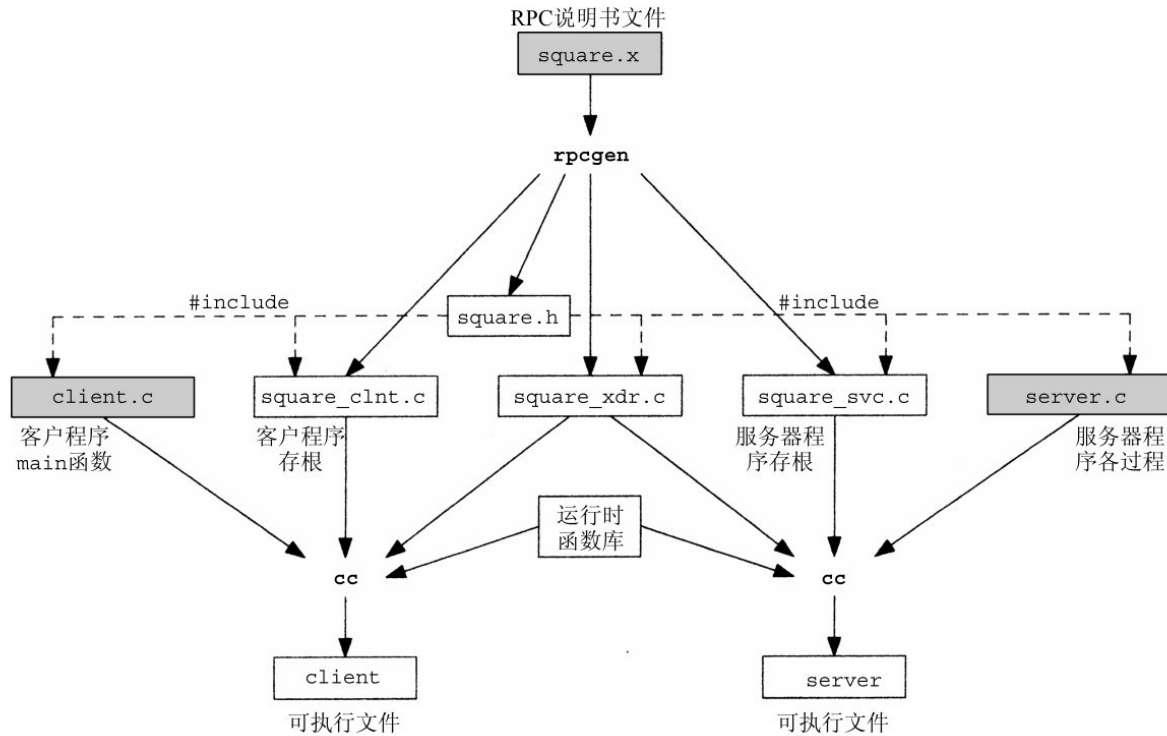 RPC说明书文件
square.x
rpcgen
#include
#include
square.h
client.c
square_clnt.c
square_xdr.c
square_svc.c
server.c
客户程序
main函数
客户程序
存根
服务器程
序存根
服务器程
序各过程
运行时
函数库
cc
cc
client
server
可执行文件
可执行文件